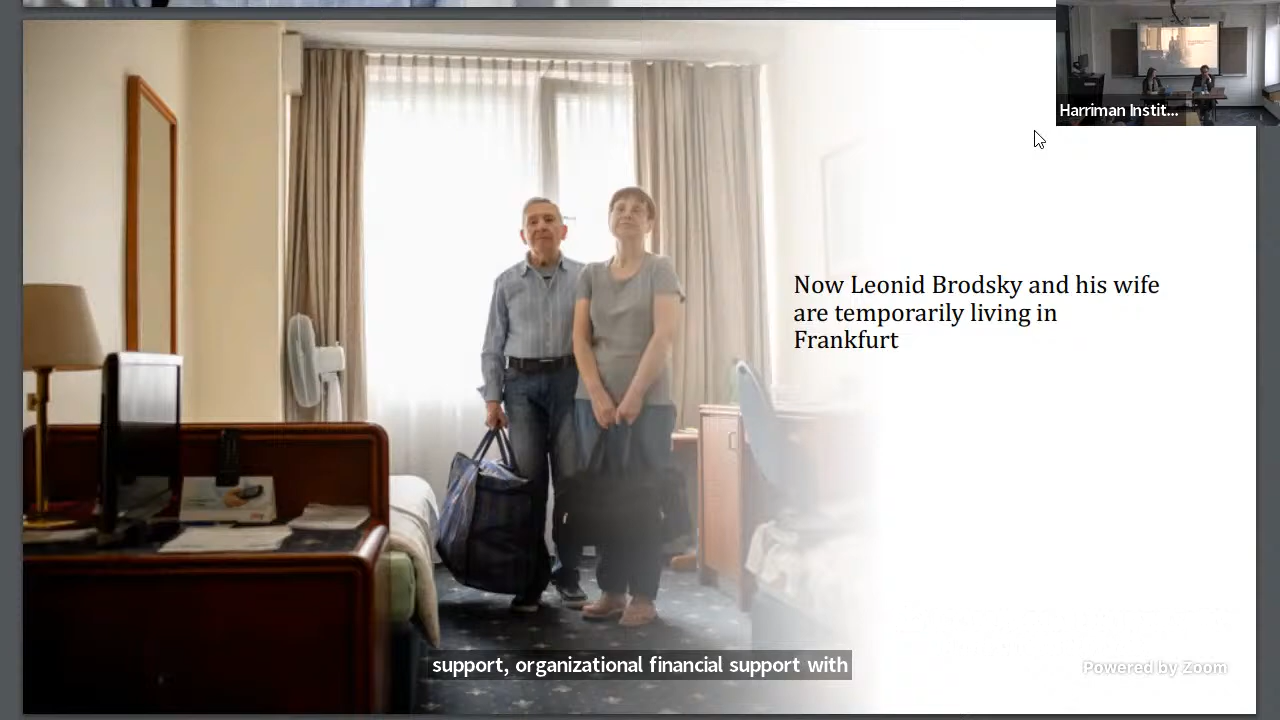 Harriman Instit...
Now Leonid Brodsky and his wife
are temporarily living in
Frankfurt
support, organizational financial support with
Powered by Zoom